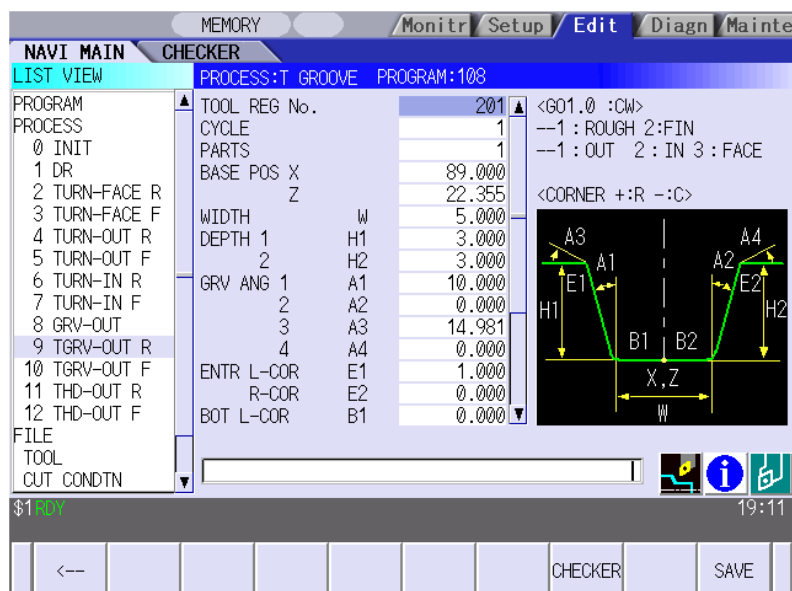 MEMORY Monitr Setup Edit Diagn Mainte
NAVI MAIN CHECKER
LIST VIEW
PROCESS:T GROOVE PROGRAM:108
PROGRAM
PROCESS
0 INIT
1 DR
2 TURN-FACE R
3 TURN-FACE F
4 TURN-OUT R
5 TURN-OUT F
6 TURN-IN R
7 TURN-IN F
8 GRV-OUT
9 TGRV-OUT R
10 TGRV-OUT F
11 THD-OUT R
12 THD-OUT F
FILE
TOOL
CUT CONDTN
TOOL REG No. 201
CYCLE 1
PARTS 1
BASE POS X 89.000
Z 22.355
WIDTH W 5.000
DEPTH 1 H1 3.000
2 H2 3.000
GRV ANG 1 A1 10.000
2 A2 0.000
3 A3 14.981
4 A4 0.000
ENTR L-COR E1 1.000
R-COR E2 0.000
BOT L-COR B1 0.000
<GO1.0 :CW>
--1 : ROUGH 2:FIN
--1 : OUT 2 : IN 3 : FACE
<CORNER +:R -:C>
A3 A4
A1 A2
E1 E2
H1 H2
B1 B2
X,Z
W
i
$1 RDY 19:11
<-- CHECKER SAVE